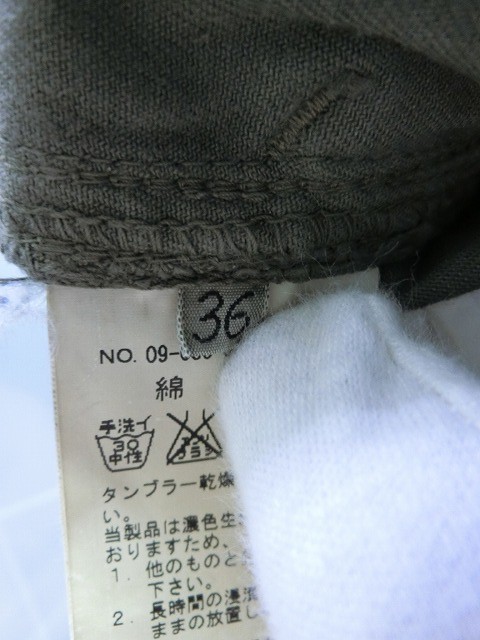 36
NO. 09-
綿
手洗イ
30
中性
タンブラー乾燥
い。
当製品は濃色生
おりますため、
1. 他のものと
下さい。
2. 長時間の浸
ままの放置し